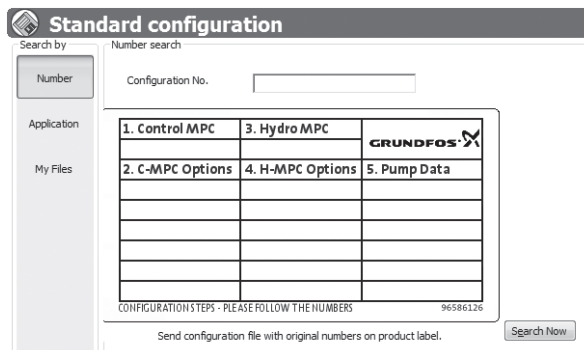 Standard configuration
Search by
Number search
Number
Configuration No.
Application
My Files
1. Control MPC
3. Hydro MPC
GRUNDFOS
2. C-MPC Options
4. H-MPC Options
5. Pump Data
CONFIGURATION STEPS - PLEASE FOLLOW THE NUMBERS
96586126
Send configuration file with original numbers on product label.
Search Now